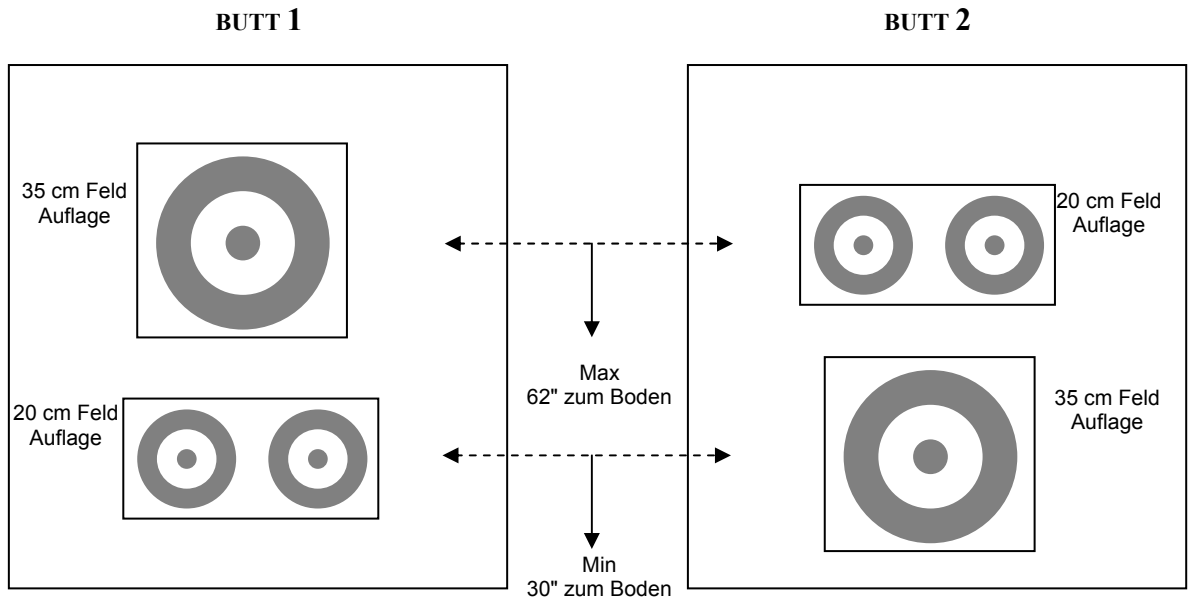 BUTT 1
BUTT 2
35 cm Feld
Auflage
20 cm Feld
Auflage
Max
62" zum Boden
20 cm Feld
Auflage
35 cm Feld
Auflage
Min
30" zum Boden